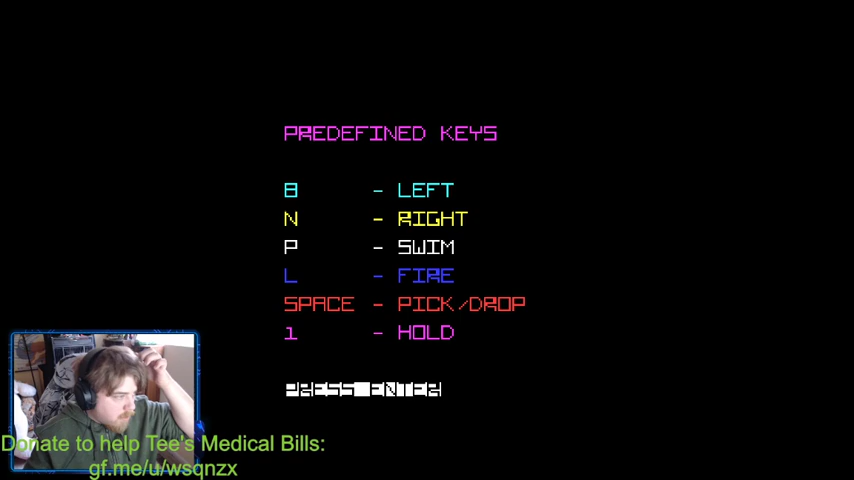 PREDEFINED KEYS
8 - LEFT
N - RIGHT
P - SWIM
L - FIRE
SPACE - PICK/DROP
1 - HOLD
PRESS ENTER
Donate to help Tee's Medical Bills:
gf.me/u/wsqnzx